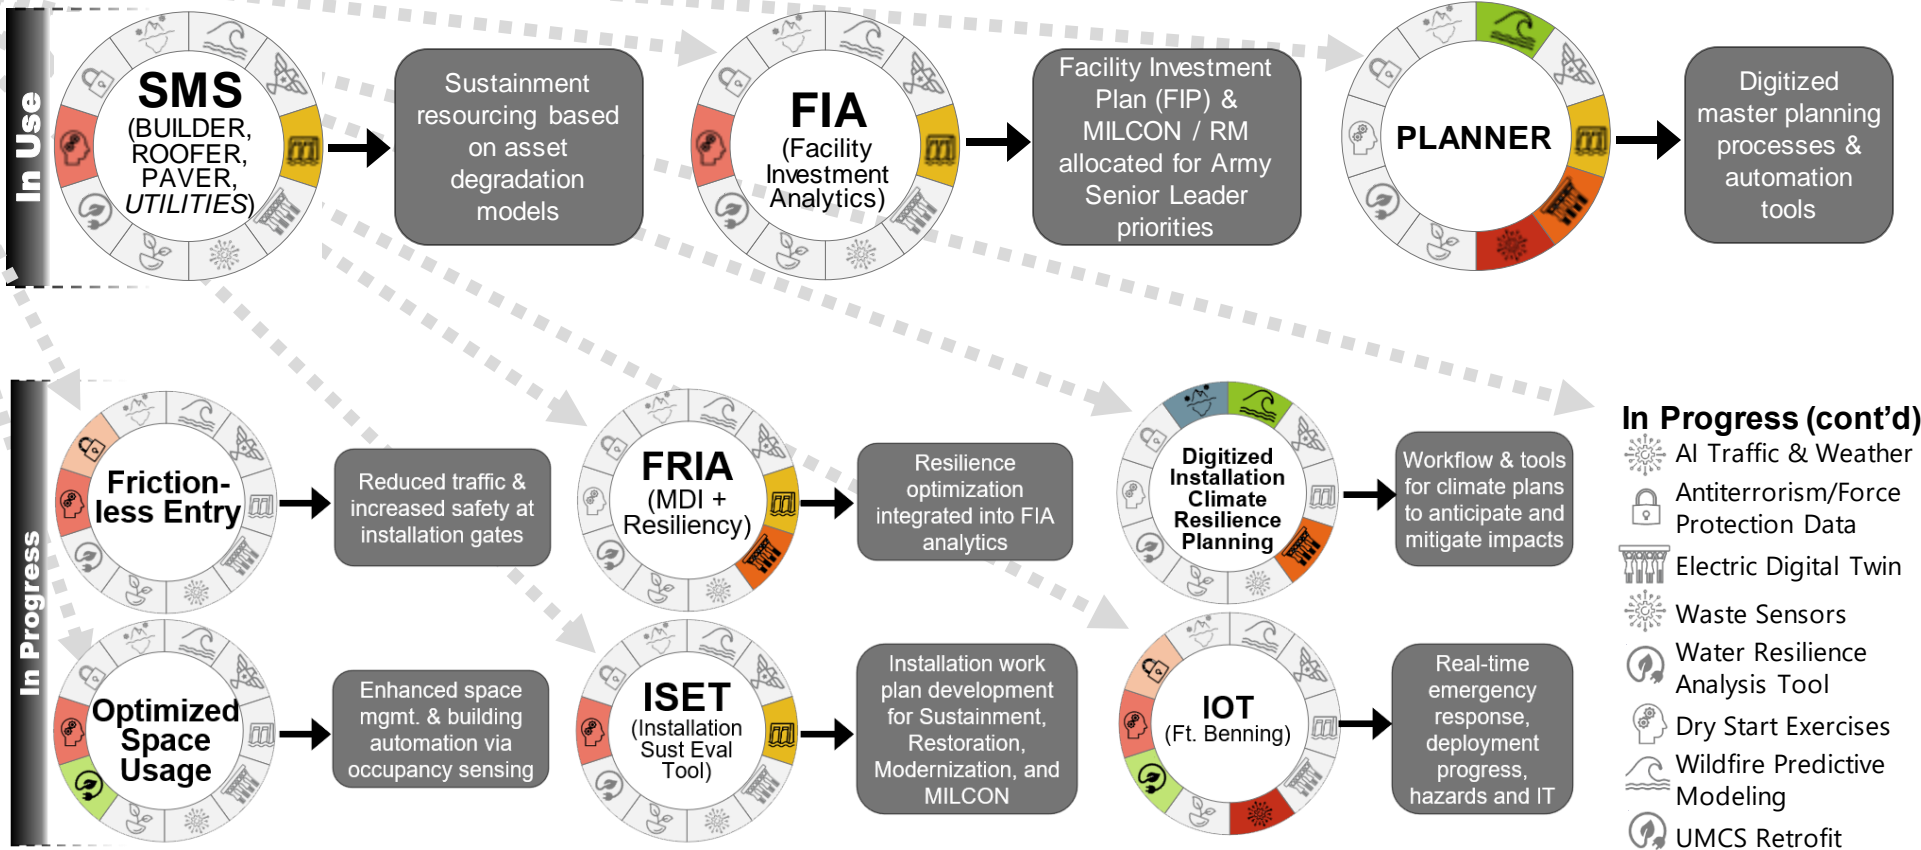 In Use
SMS
(BUILDER,
ROOFER,
PAVER,
UTILITIES)
Sustainment
resourcing based
on asset
degradation
models
FIA
(Facility
Investment
Analytics)
Facility Investment
Plan (FIP) &
MILCON / RM
allocated for Army
Senior Leader
priorities
PLANNER
Digitized
master planning
processes &
automation
tools
In Progress
Friction-
less Entry
Reduced traffic &
increased safety at
installation gates
FRIA
(MDI +
Resiliency)
Resilience
optimization
integrated into FIA
analytics
Digitized
Installation
Climate
Resilience
Planning
Workflow & tools
for climate plans
to anticipate and
mitigate impacts
Optimized
Space
Usage
Enhanced space
mgmt. & building
automation via
occupancy sensing
ISET
(Installation
Sust Eval
Tool)
Installation work
plan development
for Sustainment,
Restoration,
Modernization, and
MILCON
IOT
(Ft. Benning)
Real-time
emergency
response,
deployment
progress,
hazards and IT
In Progress (cont’d)
AI Traffic & Weather
Antiterrorism/Force
Protection Data
Electric Digital Twin
Waste Sensors
Water Resilience
Analysis Tool
Dry Start Exercises
Wildfire Predictive
Modeling
UMCS Retrofit